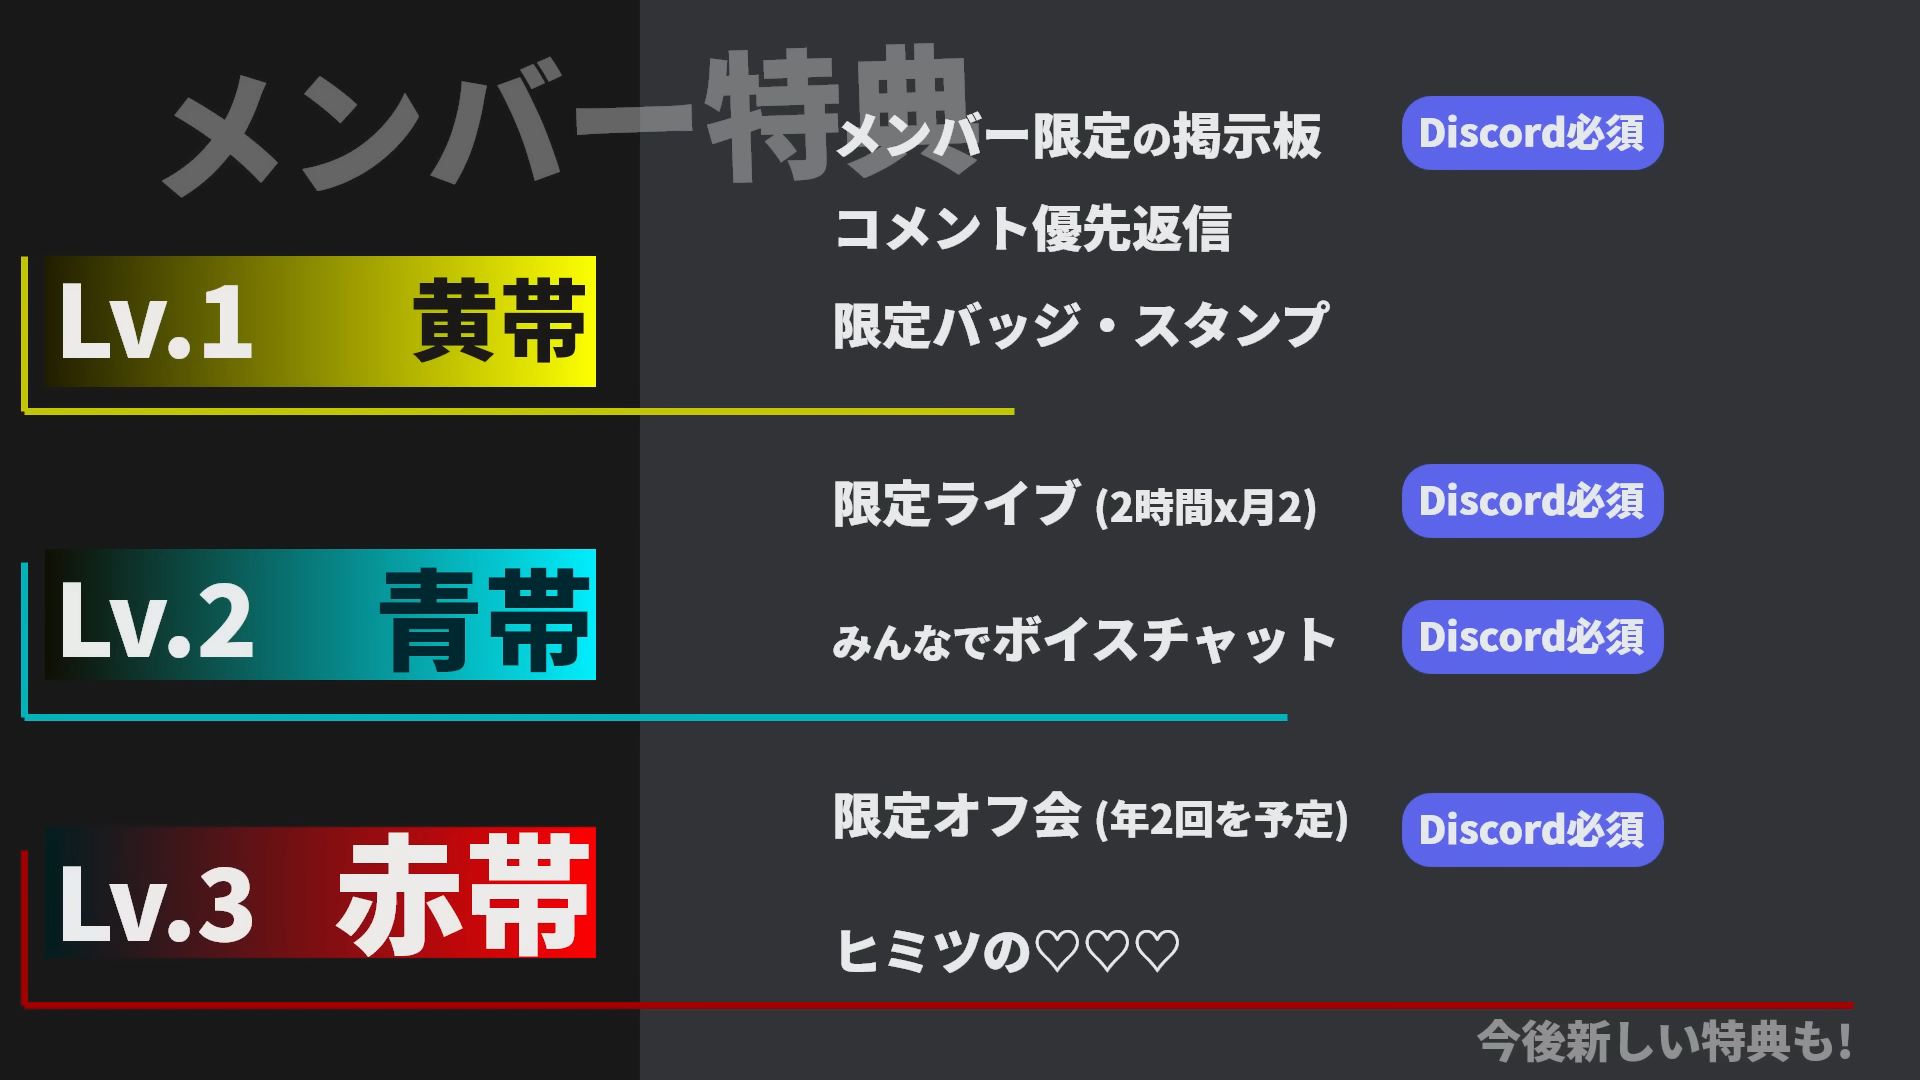 メンバー特典
Lv.1 黄帯
メンバー限定の掲示板 Discord必須
コメント優先返信
限定バッジ・スタンプ
Lv.2 青帯
限定ライブ (2時間x月2) Discord必須
みんなでボイスチャット Discord必須
Lv.3 赤帯
限定オフ会 (年2回を予定) Discord必須
ヒミツの♡♡♡
今後新しい特典も!